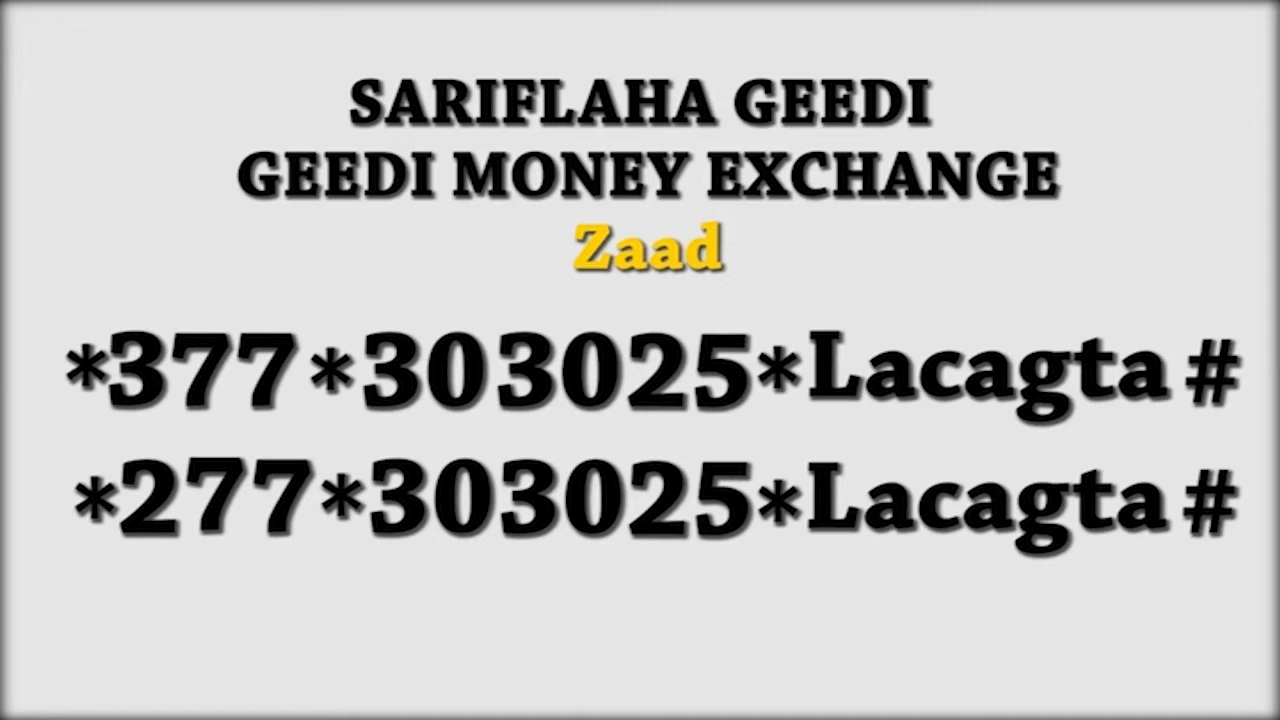 SARIFLAHA GEEDI
GEEDI MONEY EXCHANGE
Zaad
*377*303025*Lacagta#
*277*303025*Lacagta#